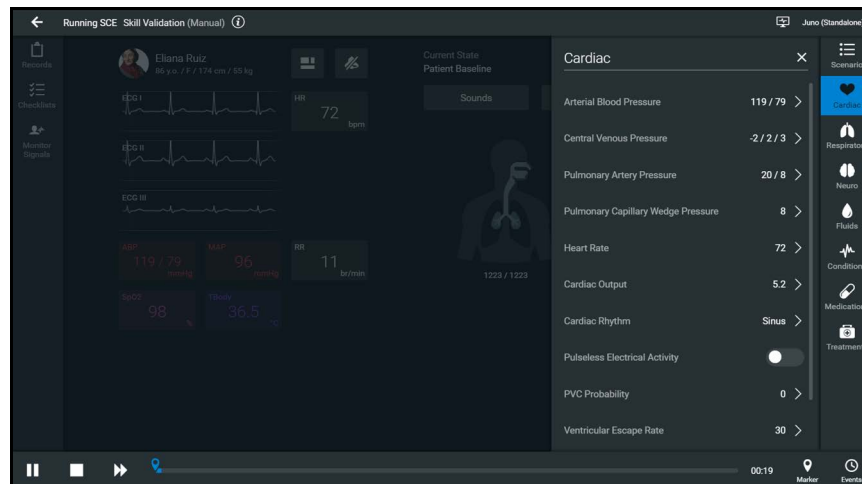 Running SCE Skill Validation (Manual)
Juno (Standalone)
Records
Checklists
Monitor
Signals
Eliana Ruiz
86 y.o. / F / 174 cm / 55 kg
ECG I
ECG II
ECG III
HR
72
bpm
ABP
119 / 79
mmHg
MAP
96
mmHg
RR
11
br/min
SpO2
98
%
TBody
36.5
°C
Current State
Patient Baseline
Sounds
1223 / 1223
Cardiac
Arterial Blood Pressure 119 / 79
Central Venous Pressure -2 / 2 / 3
Pulmonary Artery Pressure 20 / 8
Pulmonary Capillary Wedge Pressure 8
Heart Rate 72
Cardiac Output 5.2
Cardiac Rhythm Sinus
Pulseless Electrical Activity
PVC Probability 0
Ventricular Escape Rate 30
Scenario
Cardiac
Respirator
Neuro
Fluids
Condition
Medication
Treatment
00:19
Marker
Events